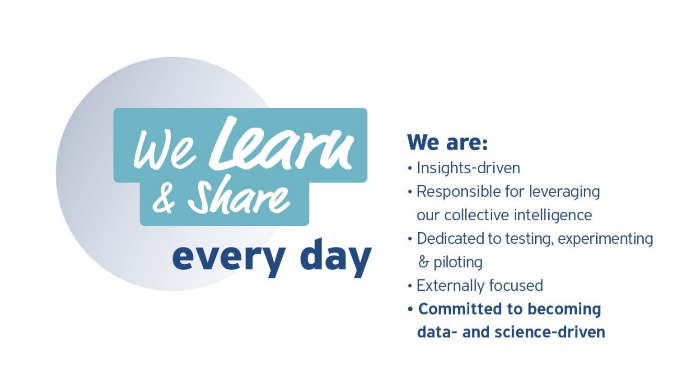 We Learn
& Share
every day
We are:
• Insights-driven
• Responsible for leveraging
our collective intelligence
• Dedicated to testing, experimenting
& piloting
• Externally focused
• Committed to becoming
data- and science-driven